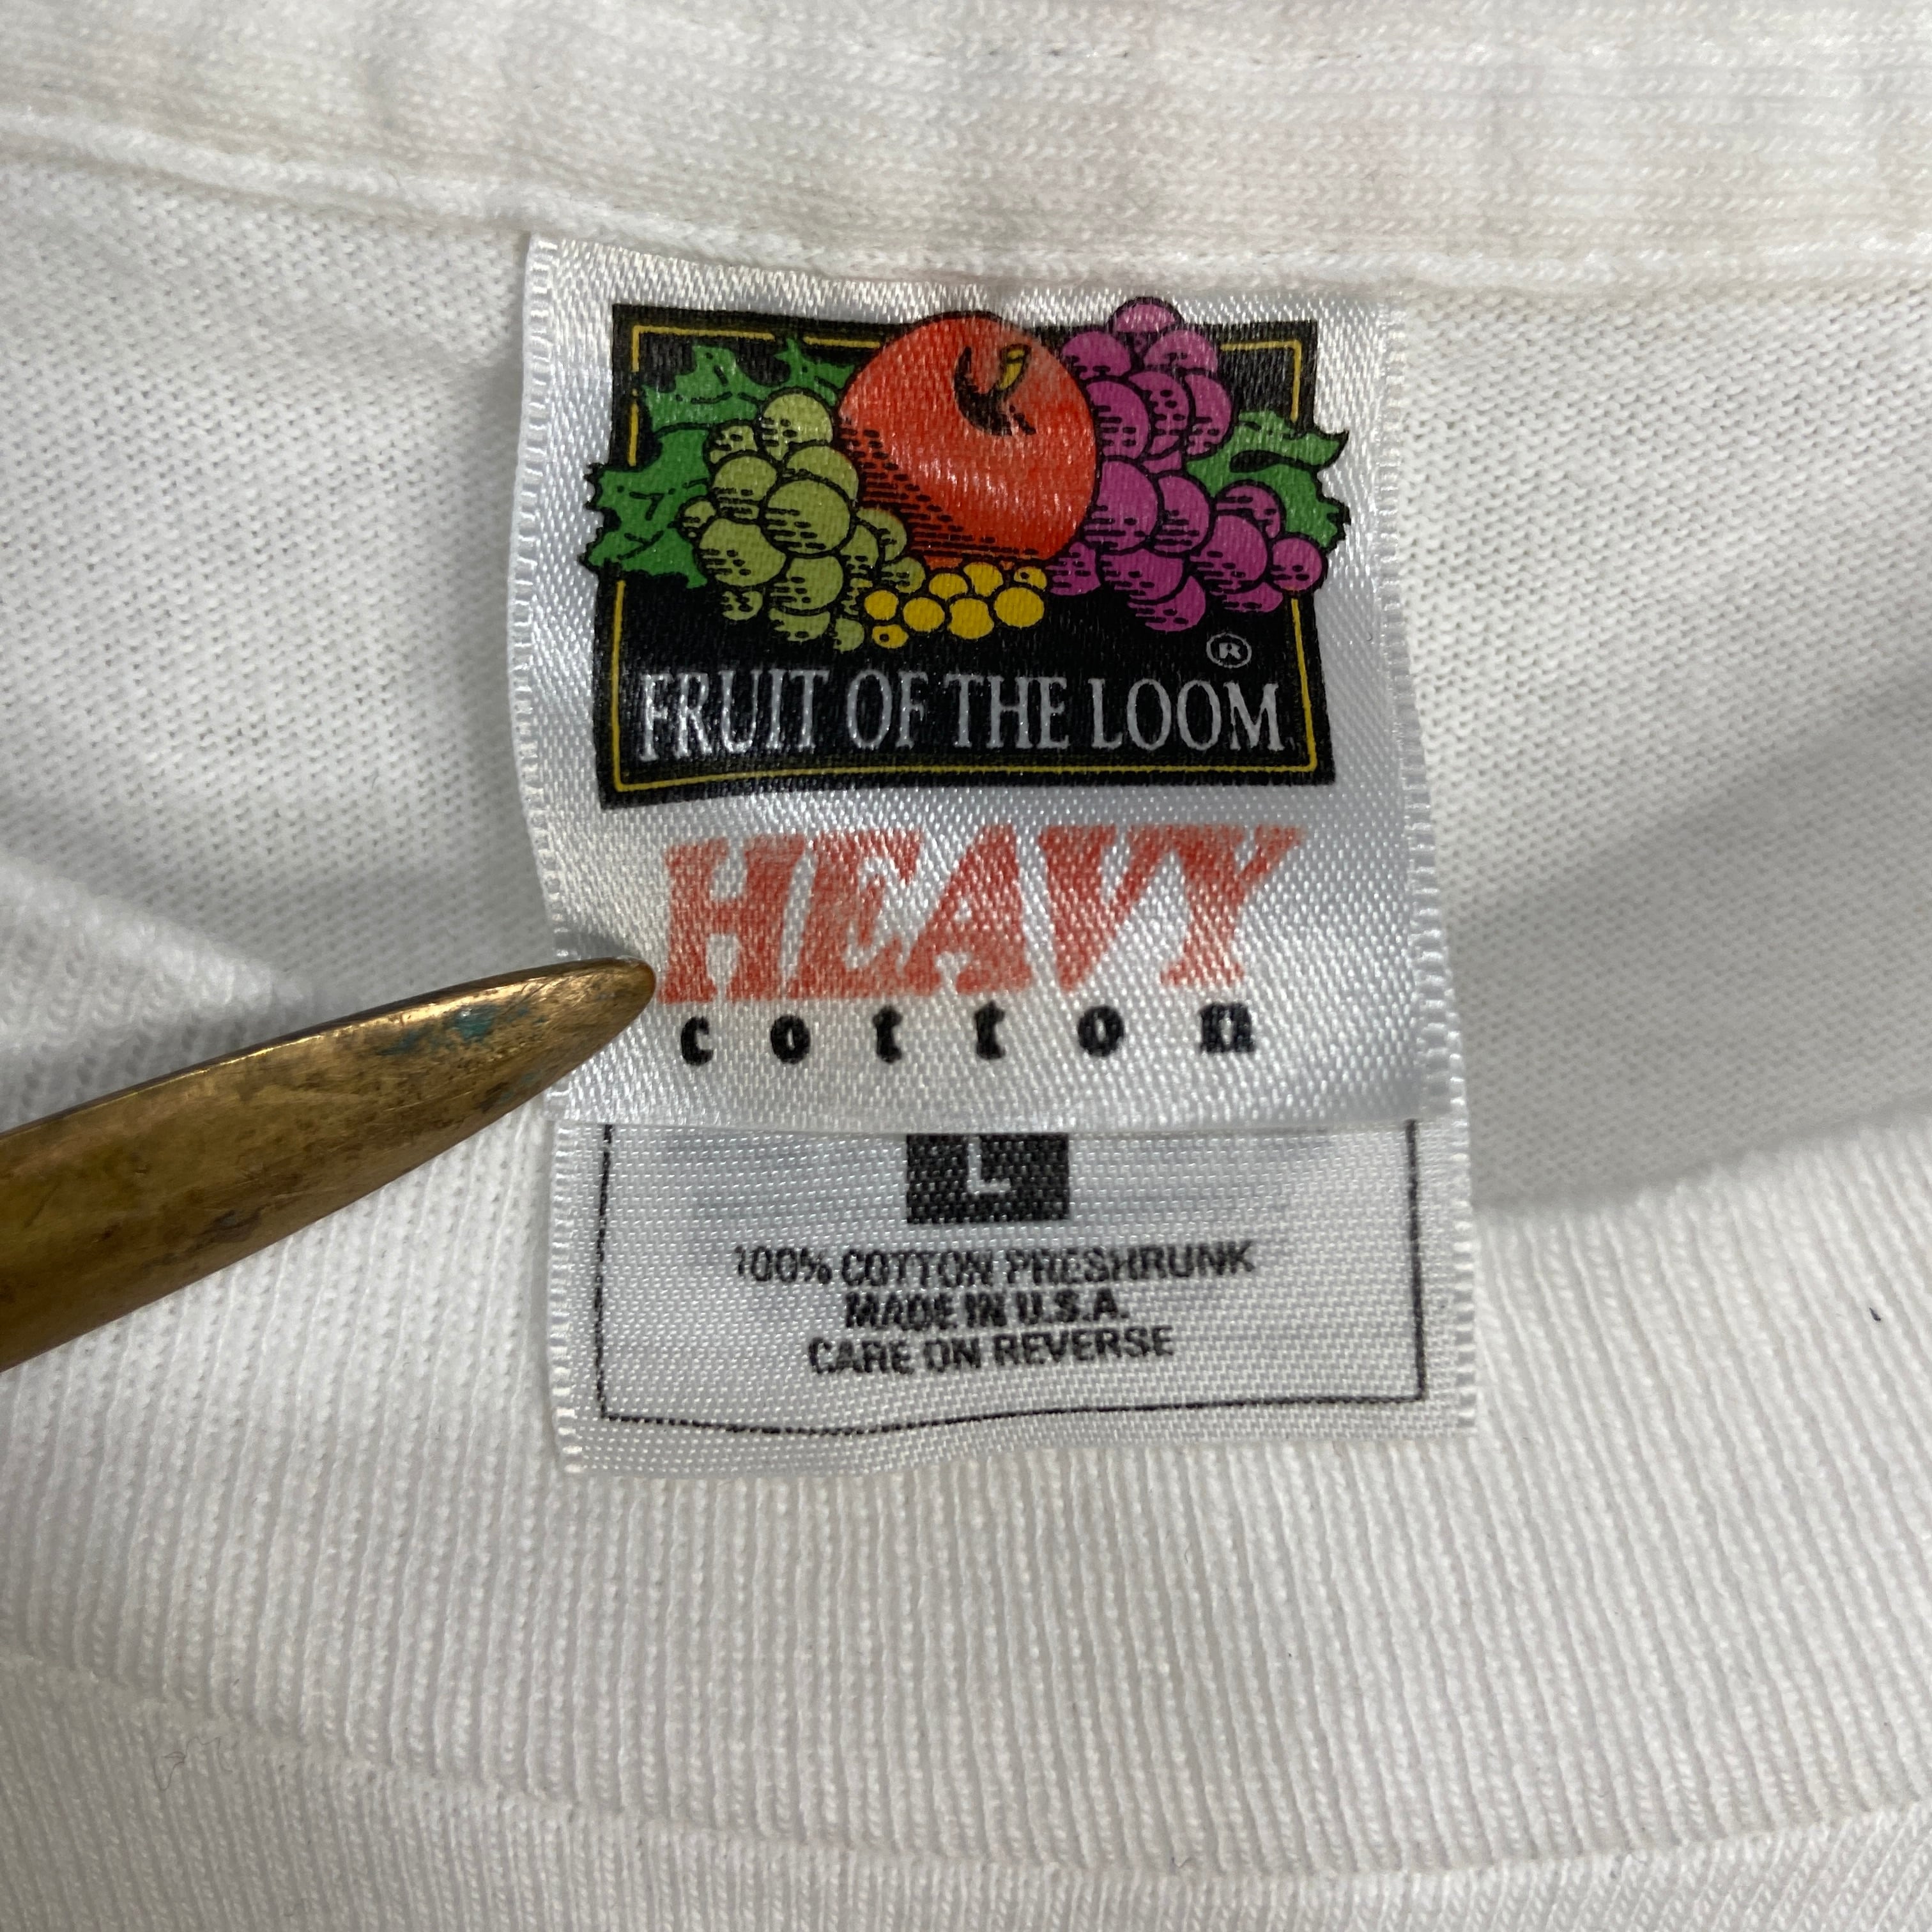 ®
FRUIT OF THE LOOM
HEAVY
cotton
L
100% COTTON PRESHRUNK
MADE IN U.S.A.
CARE ON REVERSE